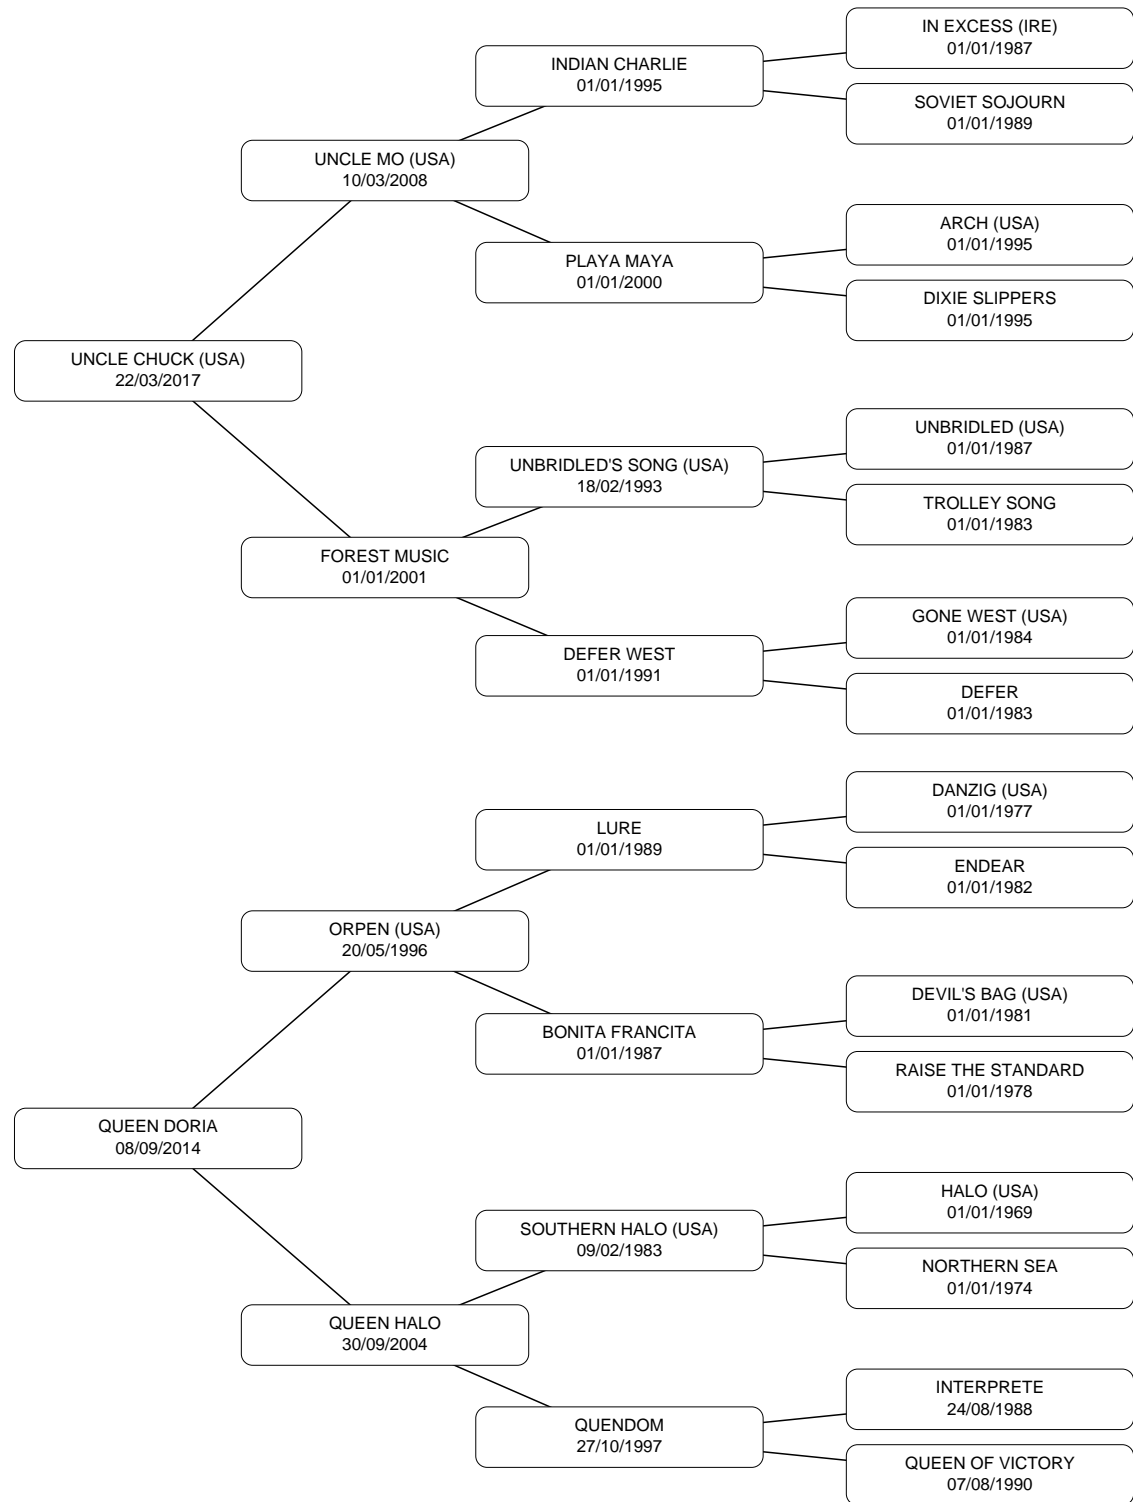 IN EXCESS (IRE)
01/01/1987
INDIAN CHARLIE
01/01/1995
SOVIET SOJOURN
01/01/1989
UNCLE MO (USA)
10/03/2008
ARCH (USA)
01/01/1995
PLAYA MAYA
01/01/2000
DIXIE SLIPPERS
01/01/1995
UNCLE CHUCK (USA)
22/03/2017
UNBRIDLED (USA)
01/01/1987
UNBRIDLED'S SONG (USA)
18/02/1993
TROLLEY SONG
01/01/1983
FOREST MUSIC
01/01/2001
GONE WEST (USA)
01/01/1984
DEFER WEST
01/01/1991
DEFER
01/01/1983
DANZIG (USA)
01/01/1977
LURE
01/01/1989
ENDEAR
01/01/1982
ORPEN (USA)
20/05/1996
DEVIL'S BAG (USA)
01/01/1981
BONITA FRANCITA
01/01/1987
RAISE THE STANDARD
01/01/1978
QUEEN DORIA
08/09/2014
HALO (USA)
01/01/1969
SOUTHERN HALO (USA)
09/02/1983
NORTHERN SEA
01/01/1974
QUEEN HALO
30/09/2004
INTERPRETE
24/08/1988
QUENDOM
27/10/1997
QUEEN OF VICTORY
07/08/1990